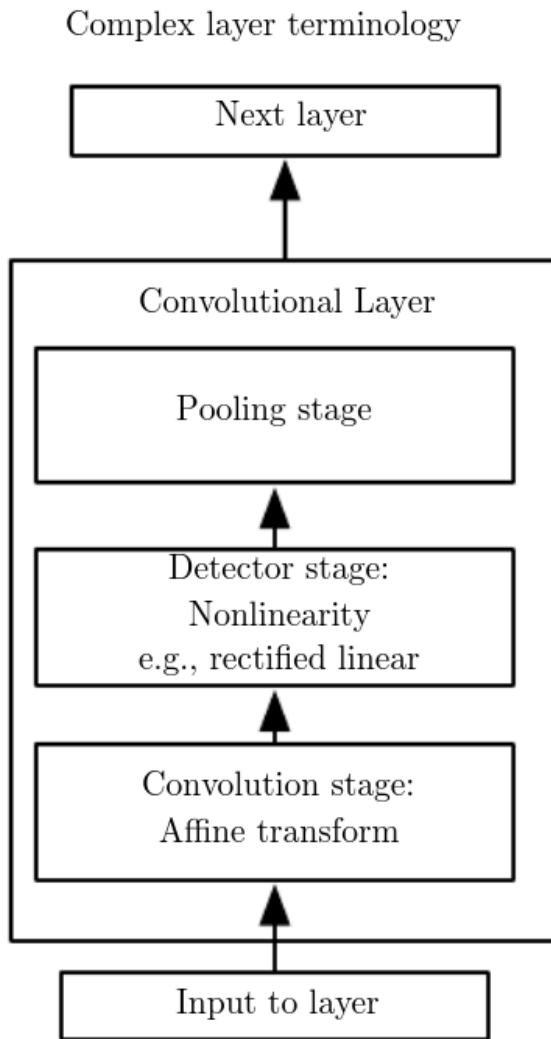 Complex layer terminology
Next layer
Convolutional Layer
Pooling stage
Detector stage:
Nonlinearity
e.g., rectified linear
Convolution stage:
Affine transform
Input to layer